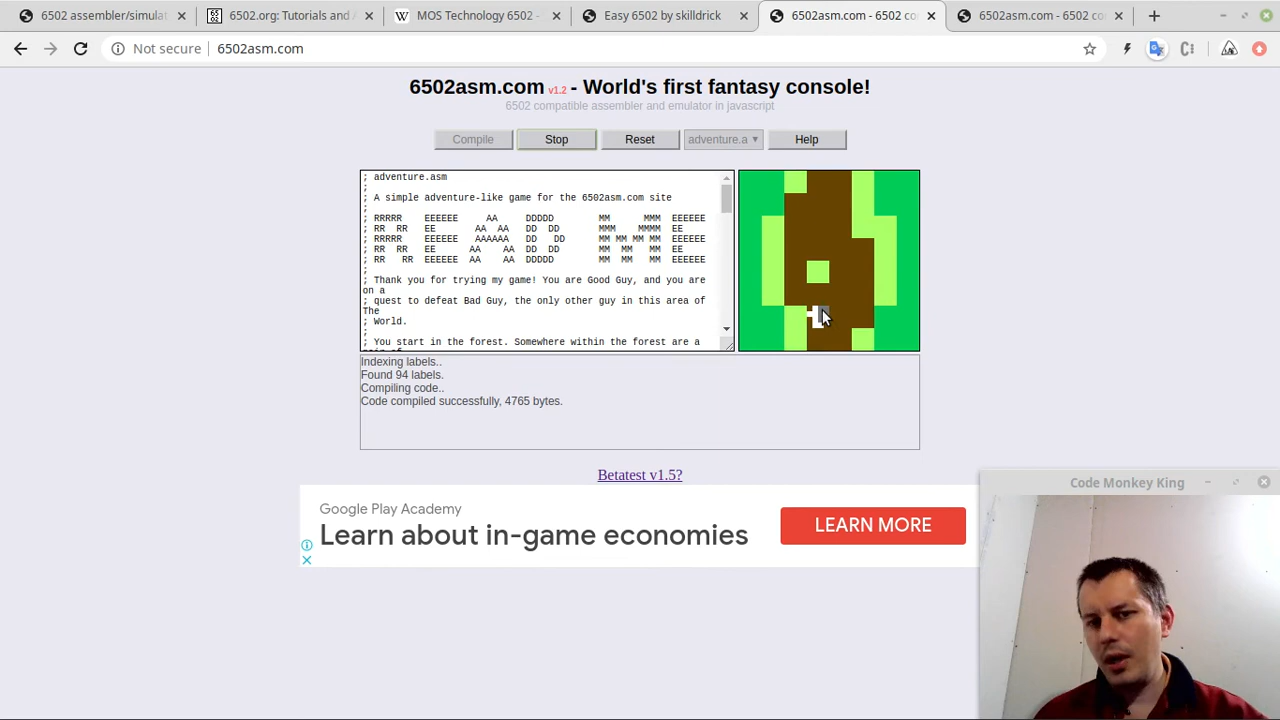 6502 assembler/simulat
6502.org: Tutorials and A
MOS Technology 6502 -
Easy 6502 by skilldrick
6502asm.com - 6502 co
6502asm.com - 6502 co
Not secure
6502asm.com
6502asm.com v1.2 - World's first fantasy console!
6502 compatible assembler and emulator in javascript
Compile
Stop
Reset
adventure.a
Help
; adventure.asm
;
; A simple adventure-like game for the 6502asm.com site
;
; RRRRR EEEEEE AA DDDDD MM MMM EEEEEE
; RR RR EE AA AA DD DD MMM MMMM EE
; RRRRR EEEEEE AAAAAA DD DD MM MM MM MM EEEEEE
; RR RR EE AA AA DD DD MM MM MM EE
; RR RR EEEEEE AA AA DDDDD MM MM EEEEEE
;
; Thank you for trying my game! You are Good Guy, and you are
on a
; quest to defeat Bad Guy, the only other guy in this area of
The
; World.
;
; You start in the forest. Somewhere within the forest are a
Indexing labels..
Found 94 labels.
Compiling code..
Code compiled successfully, 4765 bytes.
Betatest v1.5?
Google Play Academy
Learn about in-game economies
LEARN MORE
Code Monkey King